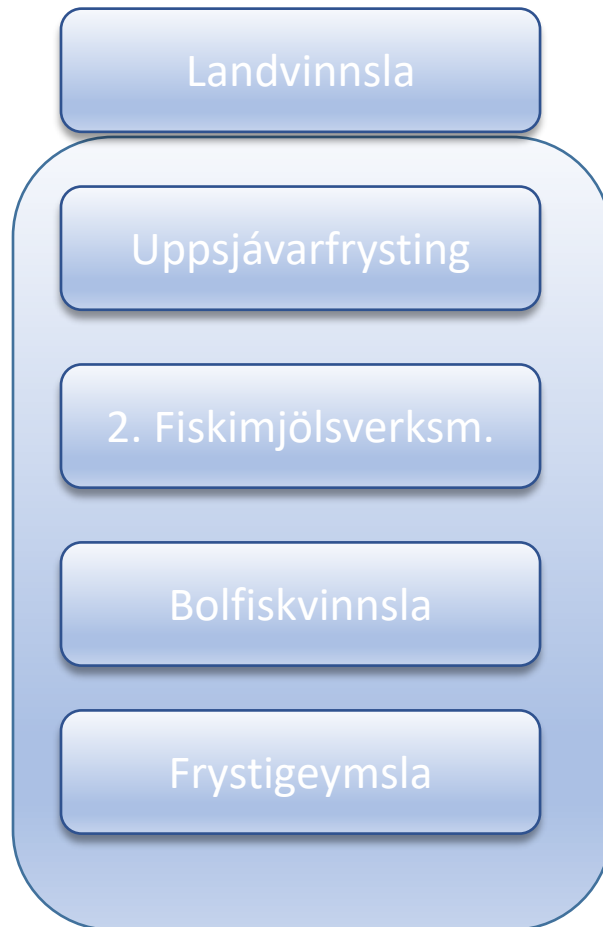 Landvinnsla
Uppsjávarfrysting
2. Fiskimjölsverksm.
Bolfiskvinnsla
Frystigeymsla